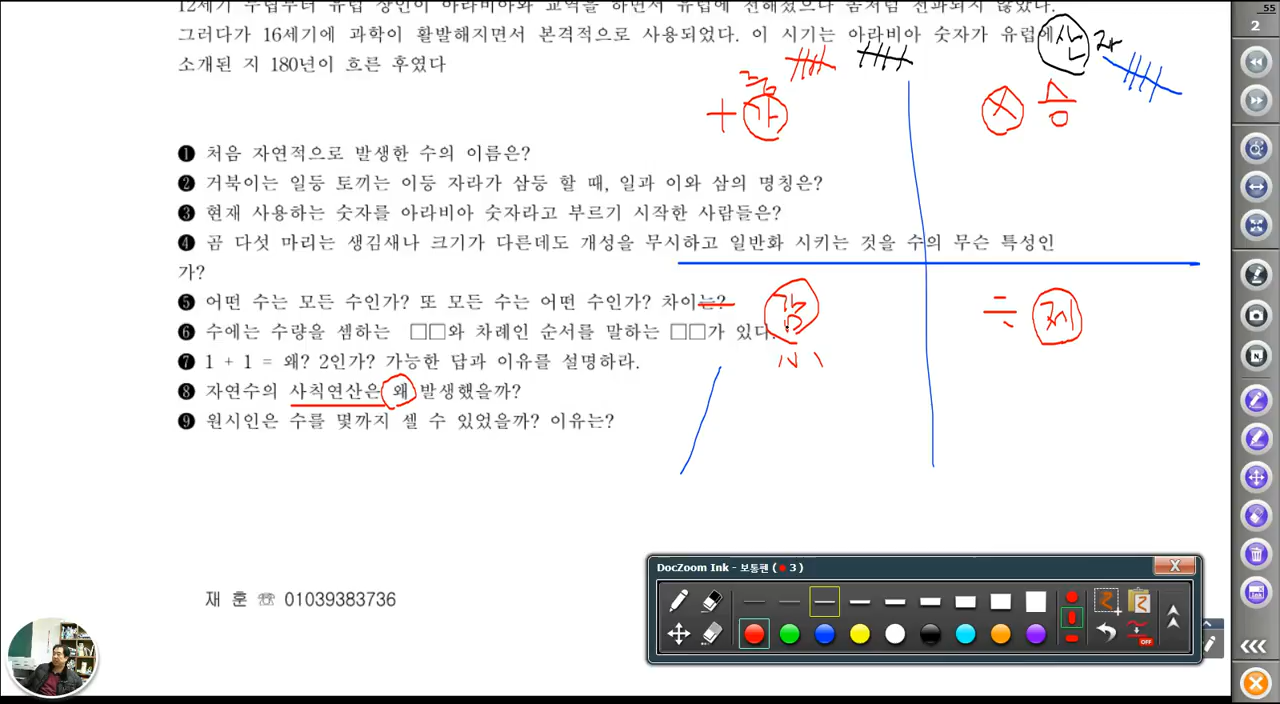 12세기 무렵부터 유럽 상인이 아라비아와 교역을 하면서 유럽에 전해졌으나 곧바로 전파되지 않았다.
그러다가 16세기에 과학이 활발해지면서 본격적으로 사용되었다. 이 시기는 아라비아 숫자가 유럽에
소개된 지 180년이 흐른 후였다
산
+ 가
× 승
❶ 처음 자연적으로 발생한 수의 이름은?
❷ 거북이는 일등 토끼는 이등 자라가 삼등 할 때, 일과 이와 삼의 명칭은?
❸ 현재 사용하는 숫자를 아라비아 숫자라고 부르기 시작한 사람들은?
❹ 곰 다섯 마리는 생김새나 크기가 다른데도 개성을 무시하고 일반화 시키는 것을 수의 무슨 특성인
가?
❺ 어떤 수는 모든 수인가? 또 모든 수는 어떤 수인가? 차이는?
- 감
÷ 제
❻ 수에는 수량을 셈하는 □□와 차례인 순서를 말하는 □□가 있다.
❼ 1 + 1 = 왜? 2인가? 가능한 답과 이유를 설명하라.
❽ 자연수의 사칙연산은 왜 발생했을까?
❾ 원시인은 수를 몇까지 셀 수 있었을까? 이유는?
재 훈 ☏ 01039383736
DocZoom Ink - 보통펜 ( 3 )
OFF
55
2